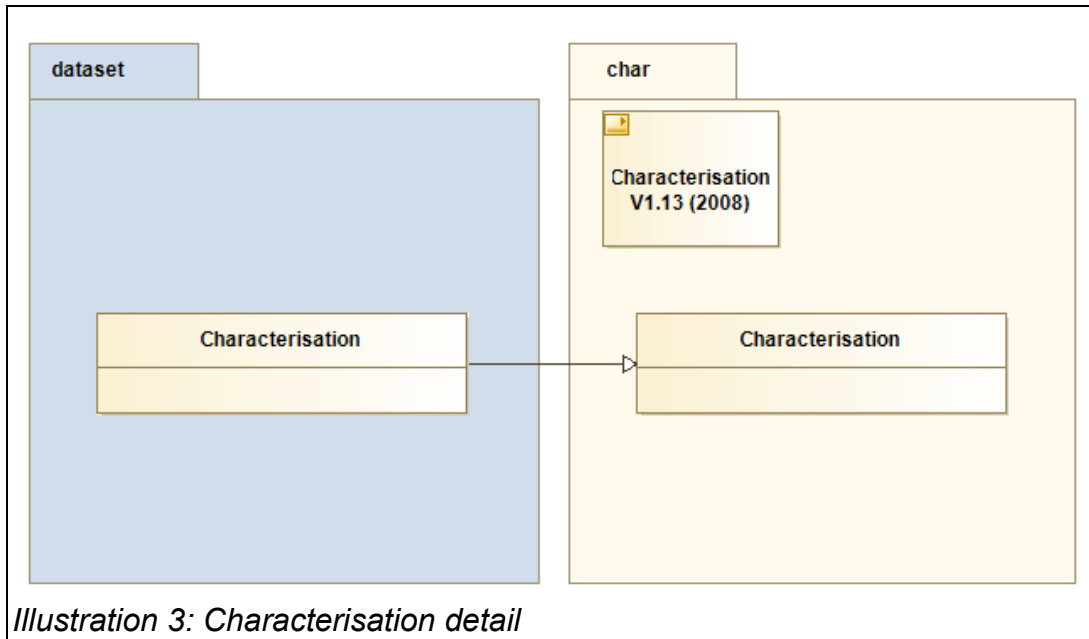 dataset
char
Characterisation
V1.13 (2008)
Characterisation
Characterisation
Illustration 3: Characterisation detail